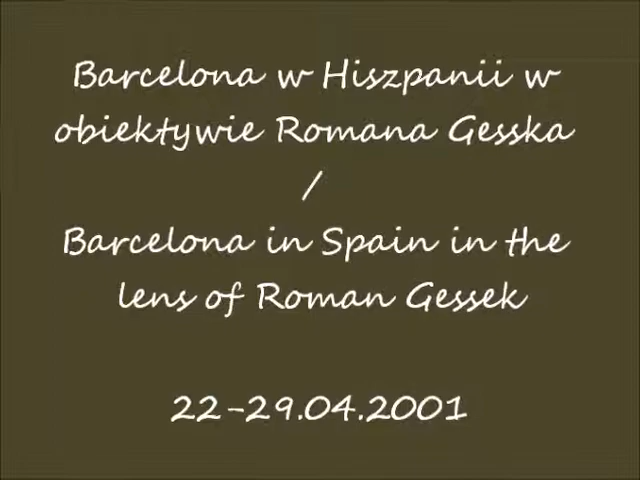 Barcelona w Hiszpanii w
obiektywie Romana Gesska
/
Barcelona in Spain in the
lens of Roman Gessek
22-29.04.2001